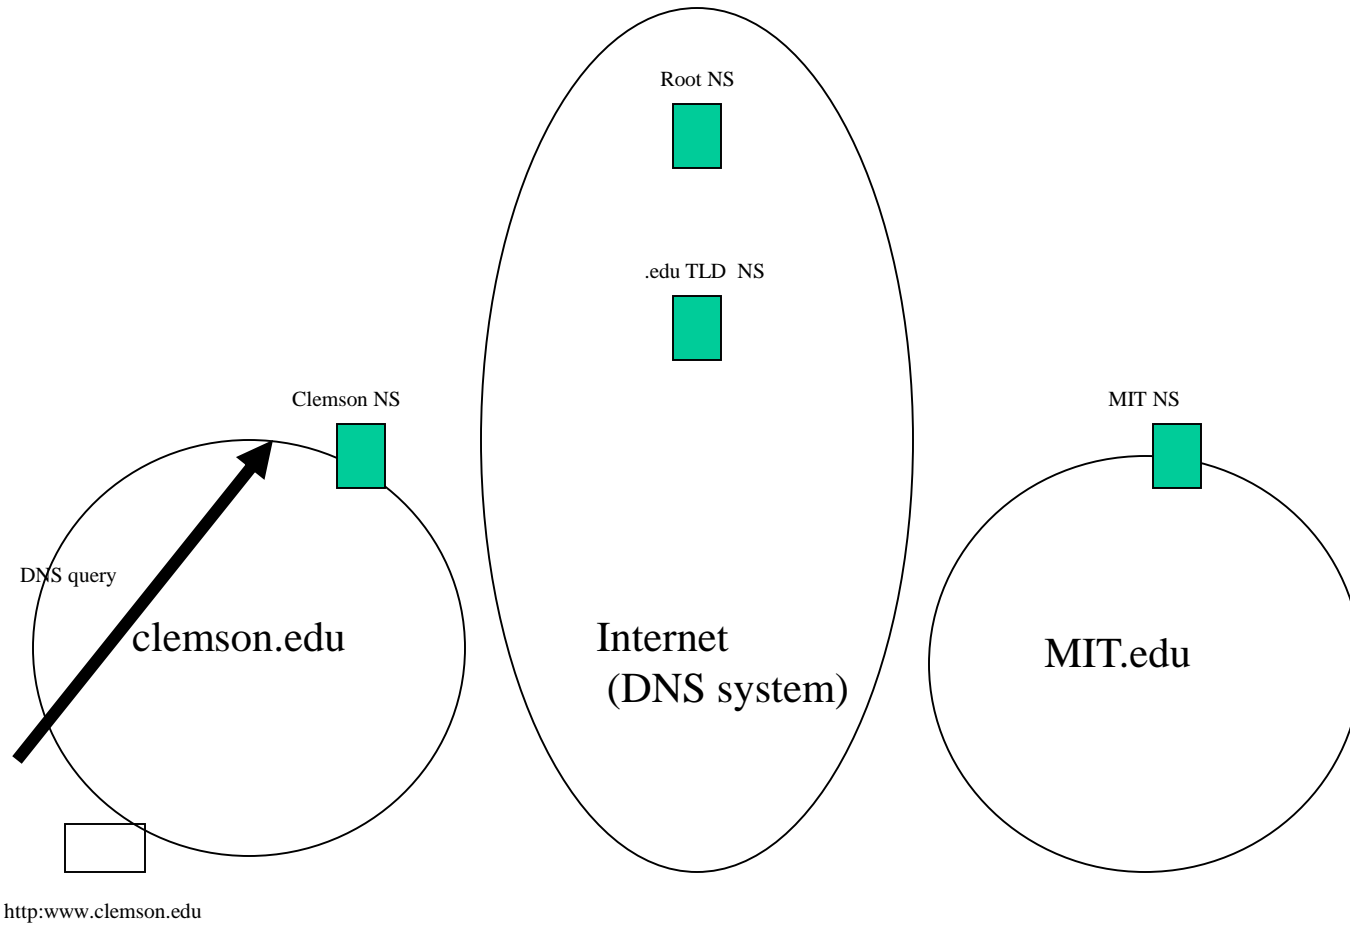 Root NS
.edu TLD  NS
Clemson NS
MIT NS
DNS query
clemson.edu
Internet
(DNS system)
MIT.edu
http:www.clemson.edu